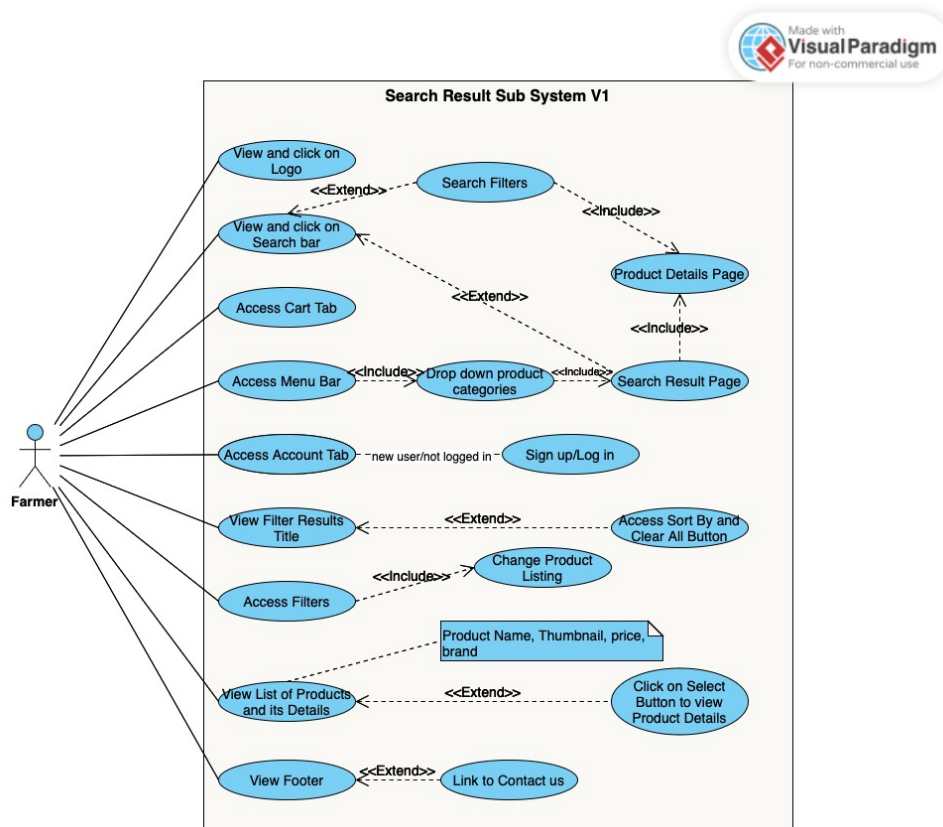 Made with
Visual Paradigm
For non-commercial use
Search Result Sub System V1
View and click on
Logo
Search Filters
<<Extend>>
<<Include>>
View and click on
Search bar
Product Details Page
<<Extend>>
Access Cart Tab
<<Include>>
Access Menu Bar
<<Include>>
Drop down product
categories
<<Include>>
Search Result Page
Farmer
Access Account Tab
new user/not logged in
Sign up/Log in
View Filter Results
Title
<<Extend>>
Access Sort By and
Clear All Button
Access Filters
<<Include>>
Change Product
Listing
Product Name, Thumbnail, price,
brand
View List of Products
and its Details
<<Extend>>
Click on Select
Button to view
Product Details
View Footer
<<Extend>>
Link to Contact us